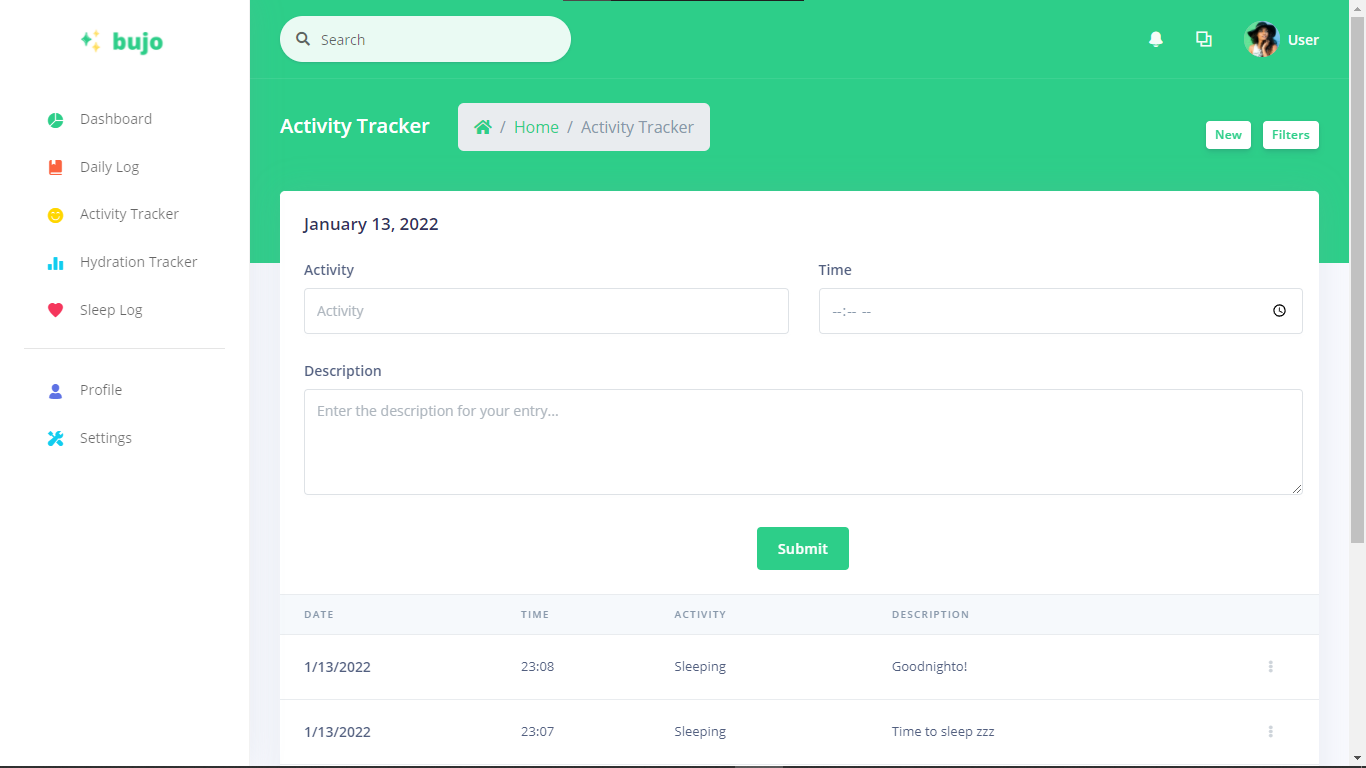 bujo
Search
User
Dashboard
Daily Log
Activity Tracker
Hydration Tracker
Sleep Log
Profile
Settings
Activity Tracker
/ Home / Activity Tracker
New
Filters
January 13, 2022
Activity
Time
Activity
--:-- --
Description
Enter the description for your entry...
Submit
DATE TIME ACTIVITY DESCRIPTION
1/13/2022 23:08 Sleeping Goodnighto!
1/13/2022 23:07 Sleeping Time to sleep zzz